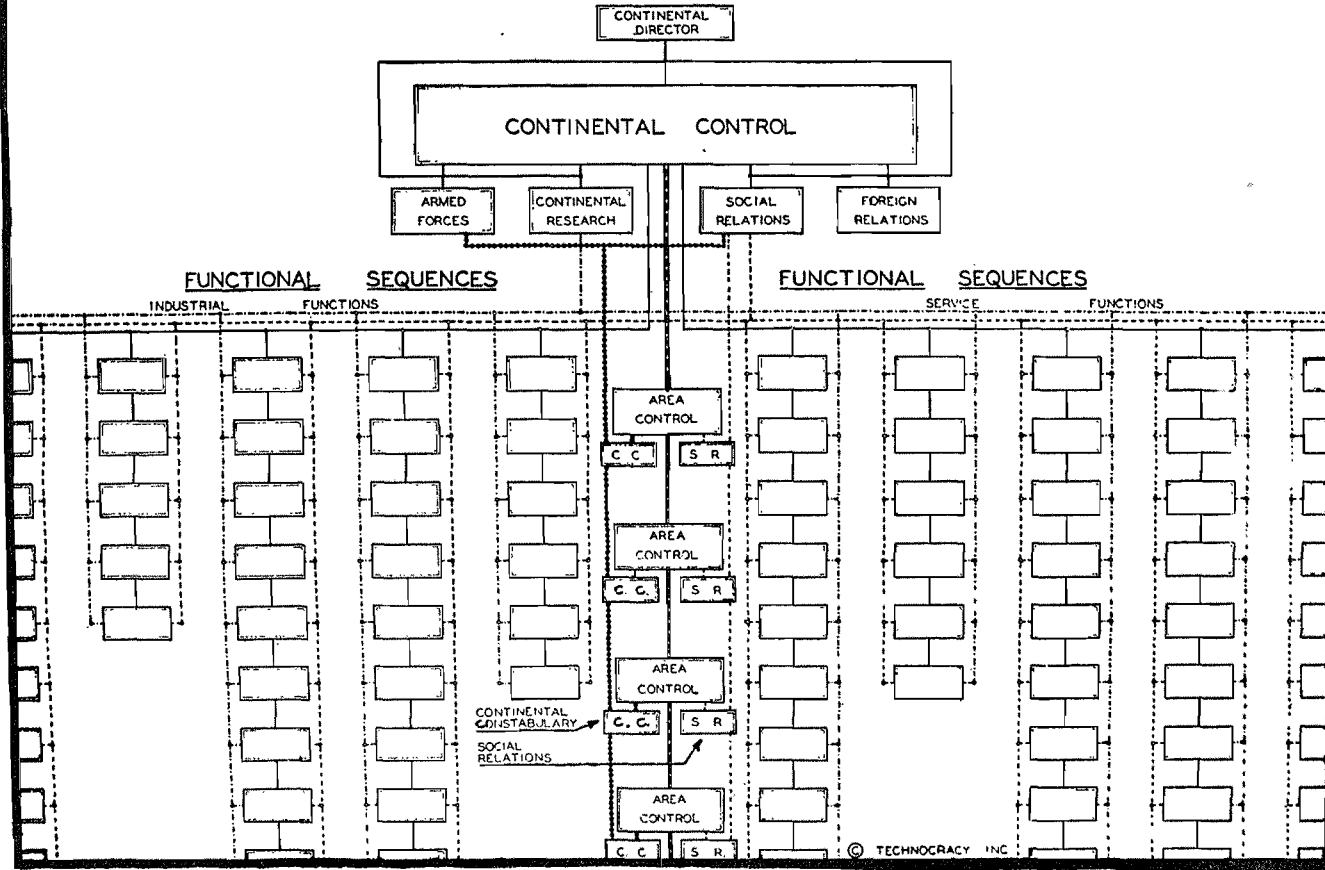 CONTINENTAL
DIRECTOR
CONTINENTAL CONTROL
ARMED
FORCES
CONTINENTAL
RESEARCH
SOCIAL
RELATIONS
FOREIGN
RELATIONS
FUNCTIONAL SEQUENCES
INDUSTRIAL FUNCTIONS
FUNCTIONAL SEQUENCES
SERVICE FUNCTIONS
AREA
CONTROL
C C
S R
AREA
CONTROL
C. C.
S R
AREA
CONTROL
C. C.
S R
CONTINENTAL
CONSTABULARY
SOCIAL
RELATIONS
AREA
CONTROL
C. C
S R.
© TECHNOCRACY INC